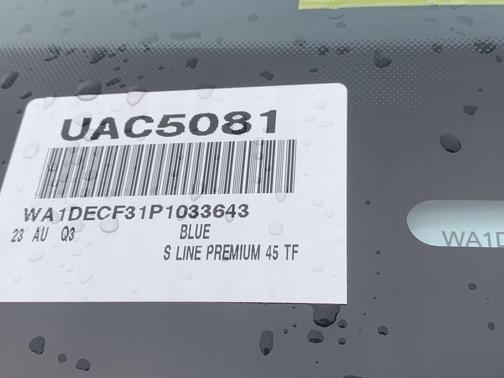 UAC5081
WA1DECF31P1033643
23 AU Q3 BLUE
S LINE PREMIUM 45 TF
WA1D